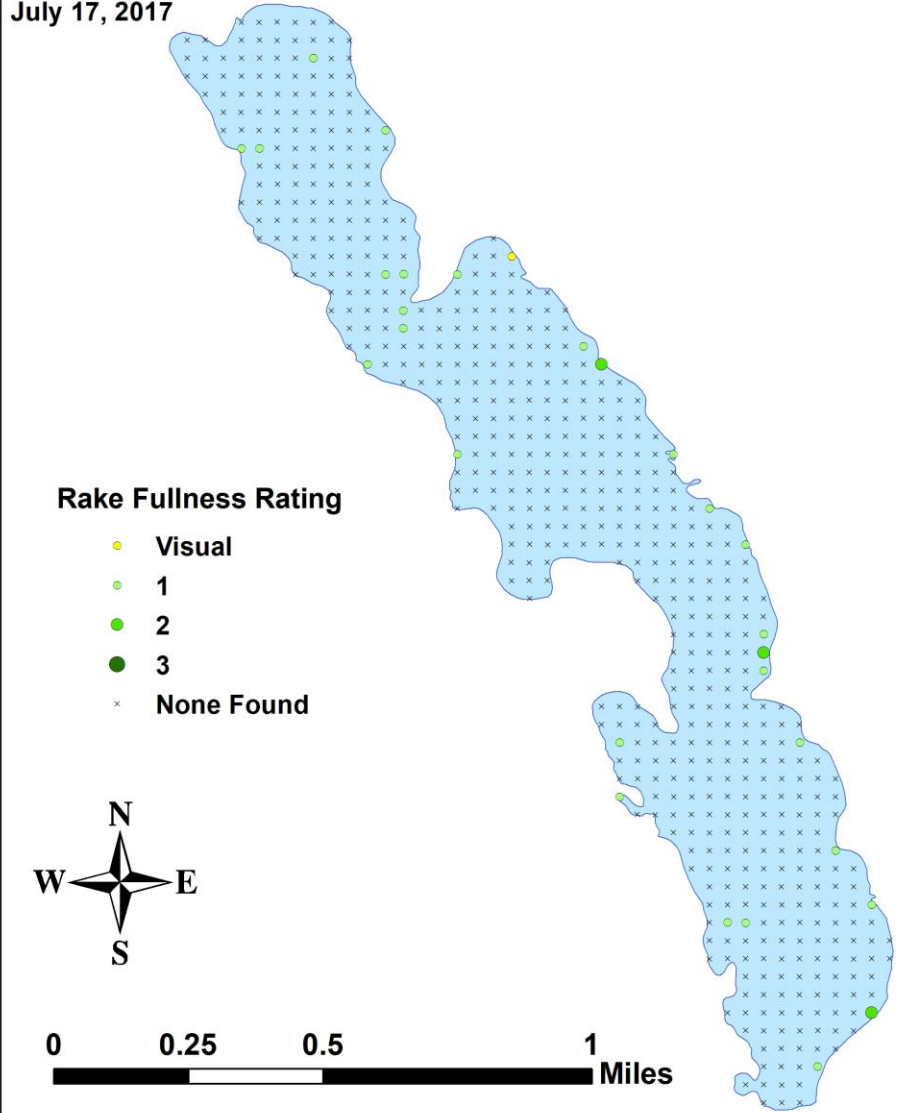 July 17, 2017
Rake Fullness Rating
Visual
1
2
3
None Found
N
W E
S
0 0.25 0.5 1
Miles